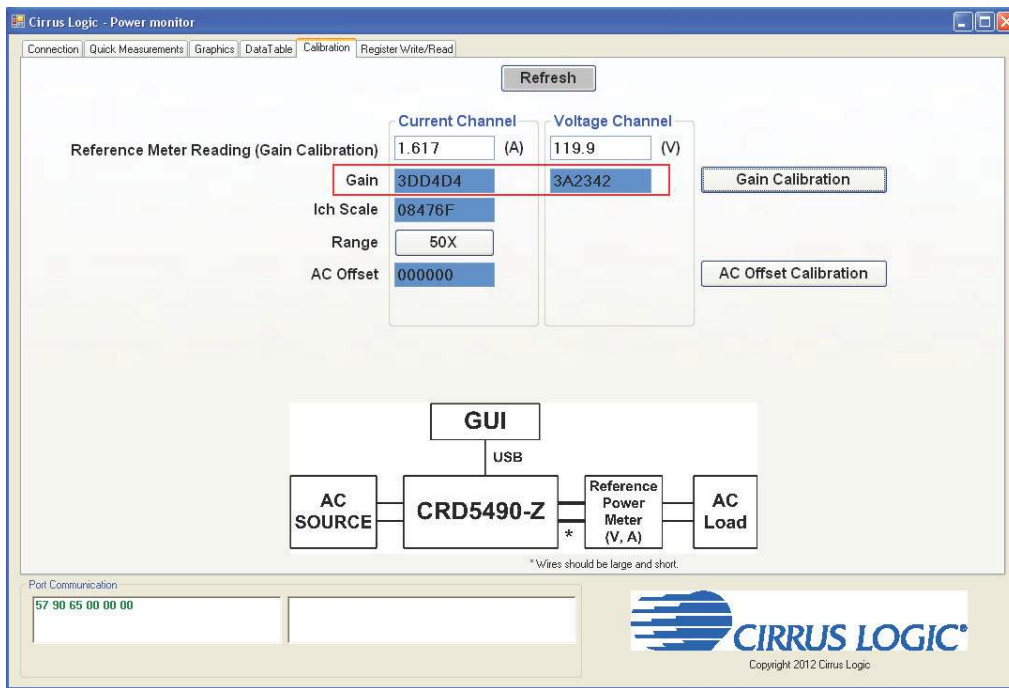 Cirrus Logic - Power monitor
Connection Quick Measurements Graphics DataTable Calibration Register Write/Read
Refresh
Current Channel Voltage Channel
Reference Meter Reading (Gain Calibration) 1.617 (A) 119.9 (V)
Gain 3DD4D4 3A2342 Gain Calibration
Ich Scale 08476F
Range 50X
AC Offset 000000 AC Offset Calibration
GUI
USB
AC
SOURCE
CRD5490-Z
*
Reference
Power
Meter
(V, A)
AC
Load
* Wires should be large and short.
Port Communication
57 90 65 00 00 00
CIRRUS LOGIC®
Copyright 2012 Cirrus Logic